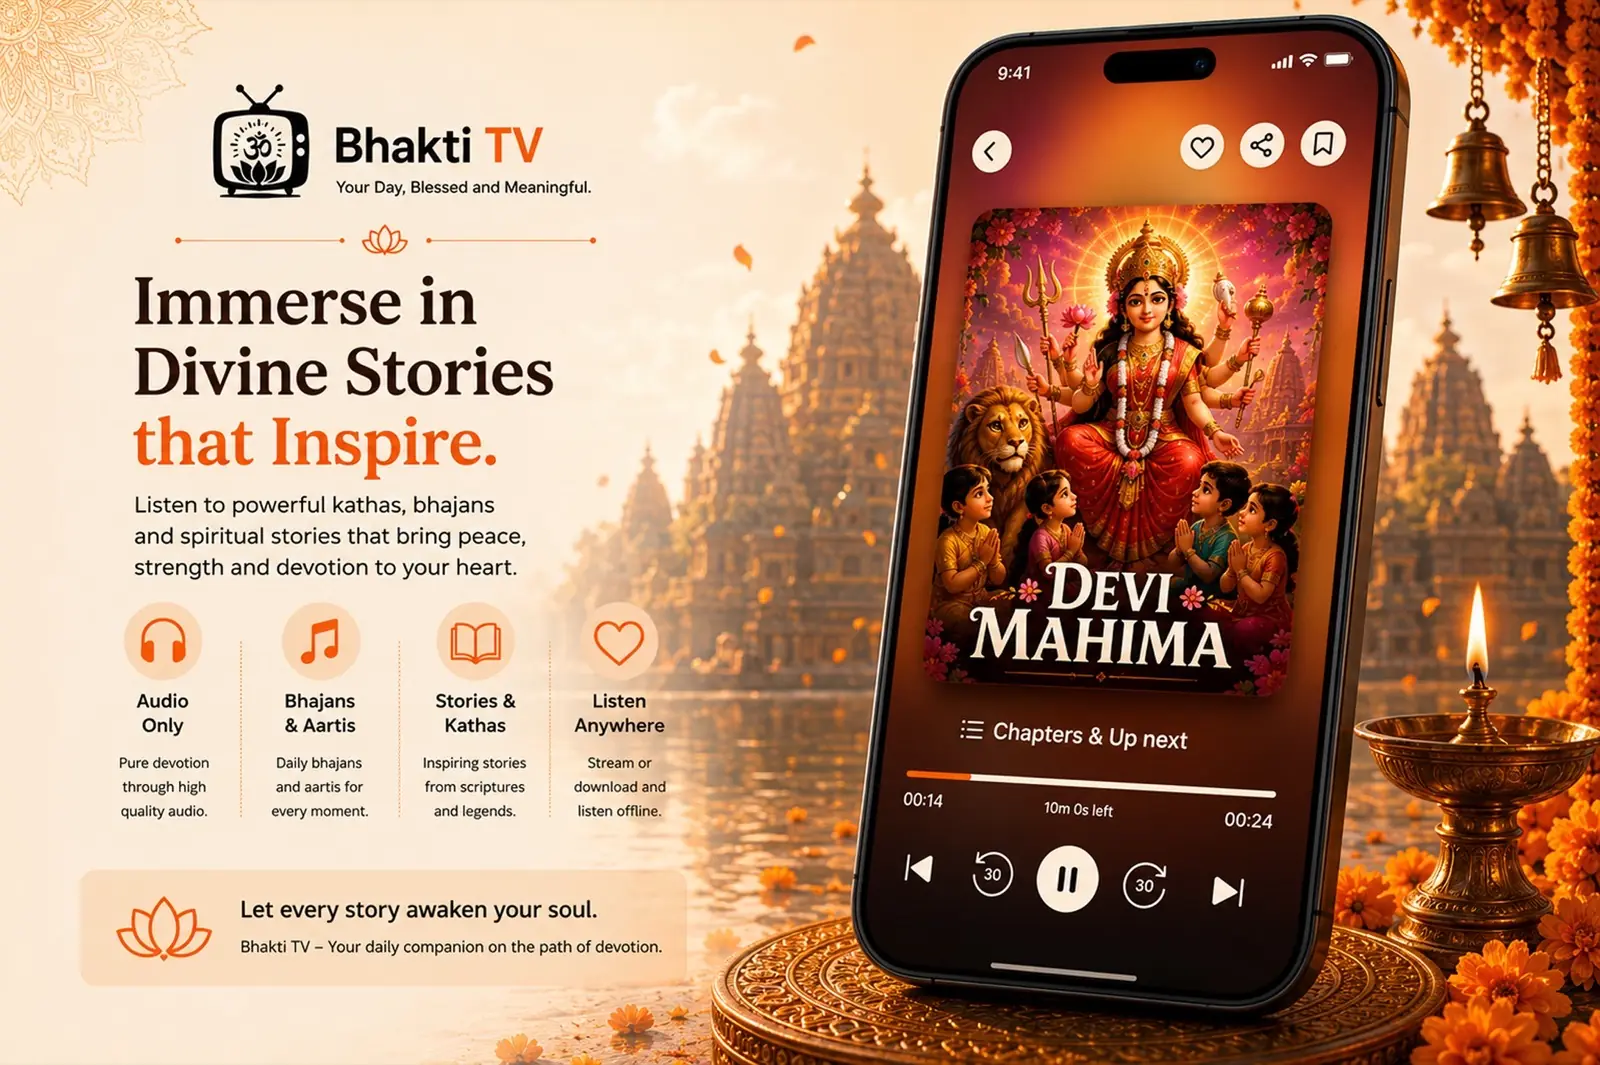 Bhakti TV
Your Day, Blessed and Meaningful.
Immerse in
Divine Stories
that Inspire.
Listen to powerful kathas, bhajans
and spiritual stories that bring peace,
strength and devotion to your heart.
Audio
Only
Pure devotion
through high
quality audio.
Bhajans
& Aartis
Daily bhajans
and aartis for
every moment.
Stories &
Kathas
Inspiring stories
from scriptures
and legends.
Listen
Anywhere
Stream or
download and
listen offline.
Let every story awaken your soul.
Bhakti TV – Your daily companion on the path of devotion.
ॐ
9:41
DEVI
MAHIMA
Chapters & Up next
00:14
10m 0s left
00:24
30
30